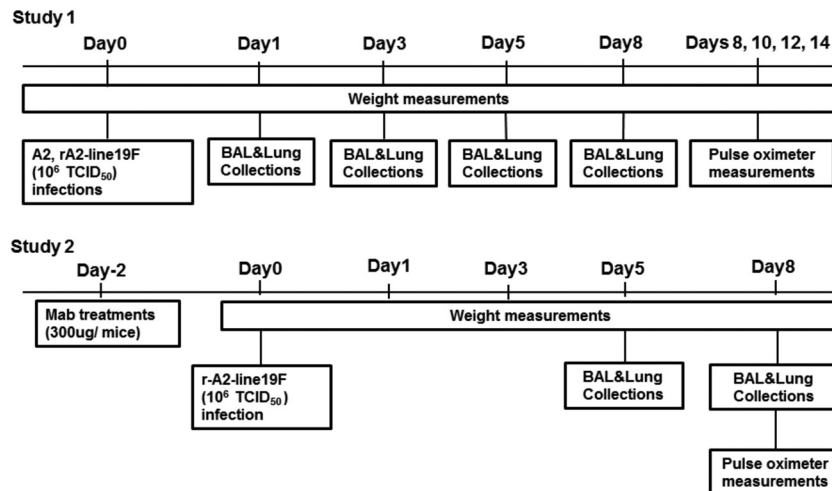 Study 1
Day0 Day1 Day3 Day5 Day8 Days 8, 10, 12, 14
Weight measurements
A2, rA2-line19F
(10⁶ TCID₅₀)
infections
BAL&Lung
Collections
BAL&Lung
Collections
BAL&Lung
Collections
BAL&Lung
Collections
Pulse oximeter
measurements
Study 2
Day-2 Day0 Day1 Day3 Day5 Day8
Mab treatments
(300ug/ mice)
Weight measurements
r-A2-line19F
(10⁶ TCID₅₀)
infection
BAL&Lung
Collections
BAL&Lung
Collections
Pulse oximeter
measurements